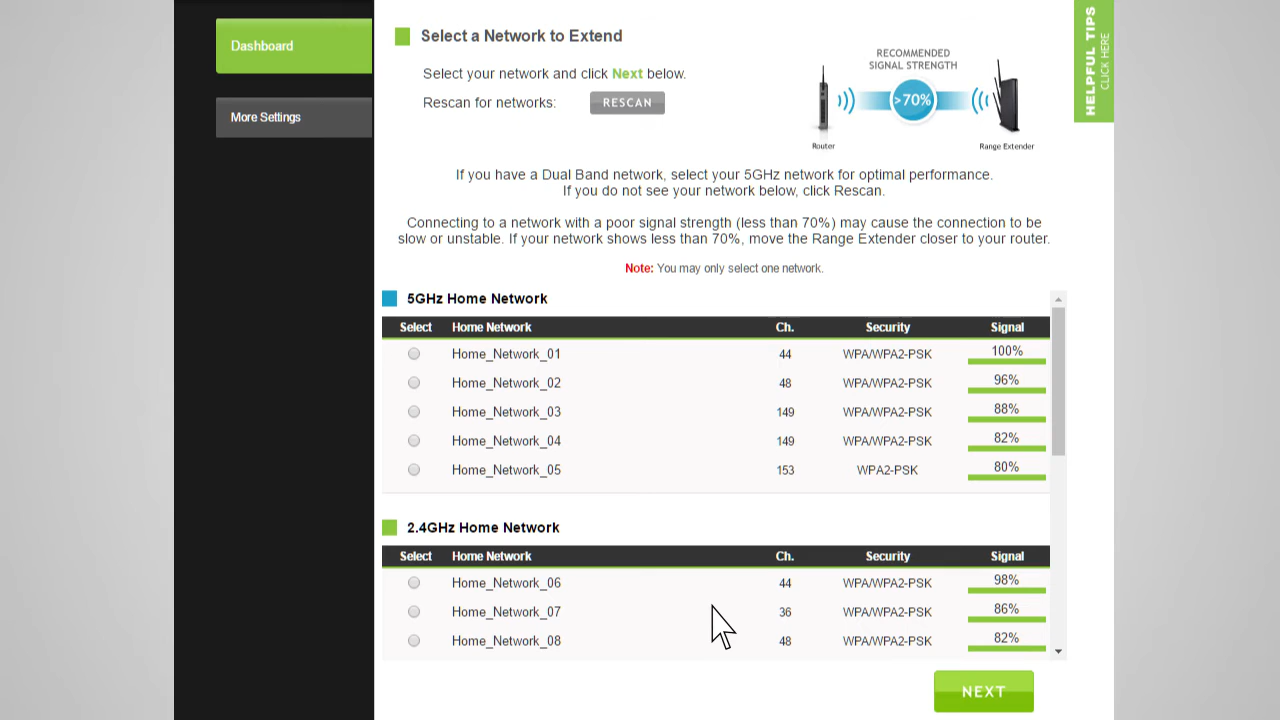 Dashboard
More Settings
Select a Network to Extend
Select your network and click Next below.
Rescan for networks: RESCAN
RECOMMENDED
SIGNAL STRENGTH
>70%
Router
Range Extender
HELPFUL TIPS
CLICK HERE
If you have a Dual Band network, select your 5GHz network for optimal performance.
If you do not see your network below, click Rescan.
Connecting to a network with a poor signal strength (less than 70%) may cause the connection to be
slow or unstable. If your network shows less than 70%, move the Range Extender closer to your router.
Note: You may only select one network.
5GHz Home Network
Select Home Network Ch. Security Signal
Home_Network_01 44 WPA/WPA2-PSK 100%
Home_Network_02 48 WPA/WPA2-PSK 96%
Home_Network_03 149 WPA/WPA2-PSK 88%
Home_Network_04 149 WPA/WPA2-PSK 82%
Home_Network_05 153 WPA2-PSK 80%
2.4GHz Home Network
Select Home Network Ch. Security Signal
Home_Network_06 44 WPA/WPA2-PSK 98%
Home_Network_07 36 WPA/WPA2-PSK 86%
Home_Network_08 48 WPA/WPA2-PSK 82%
NEXT